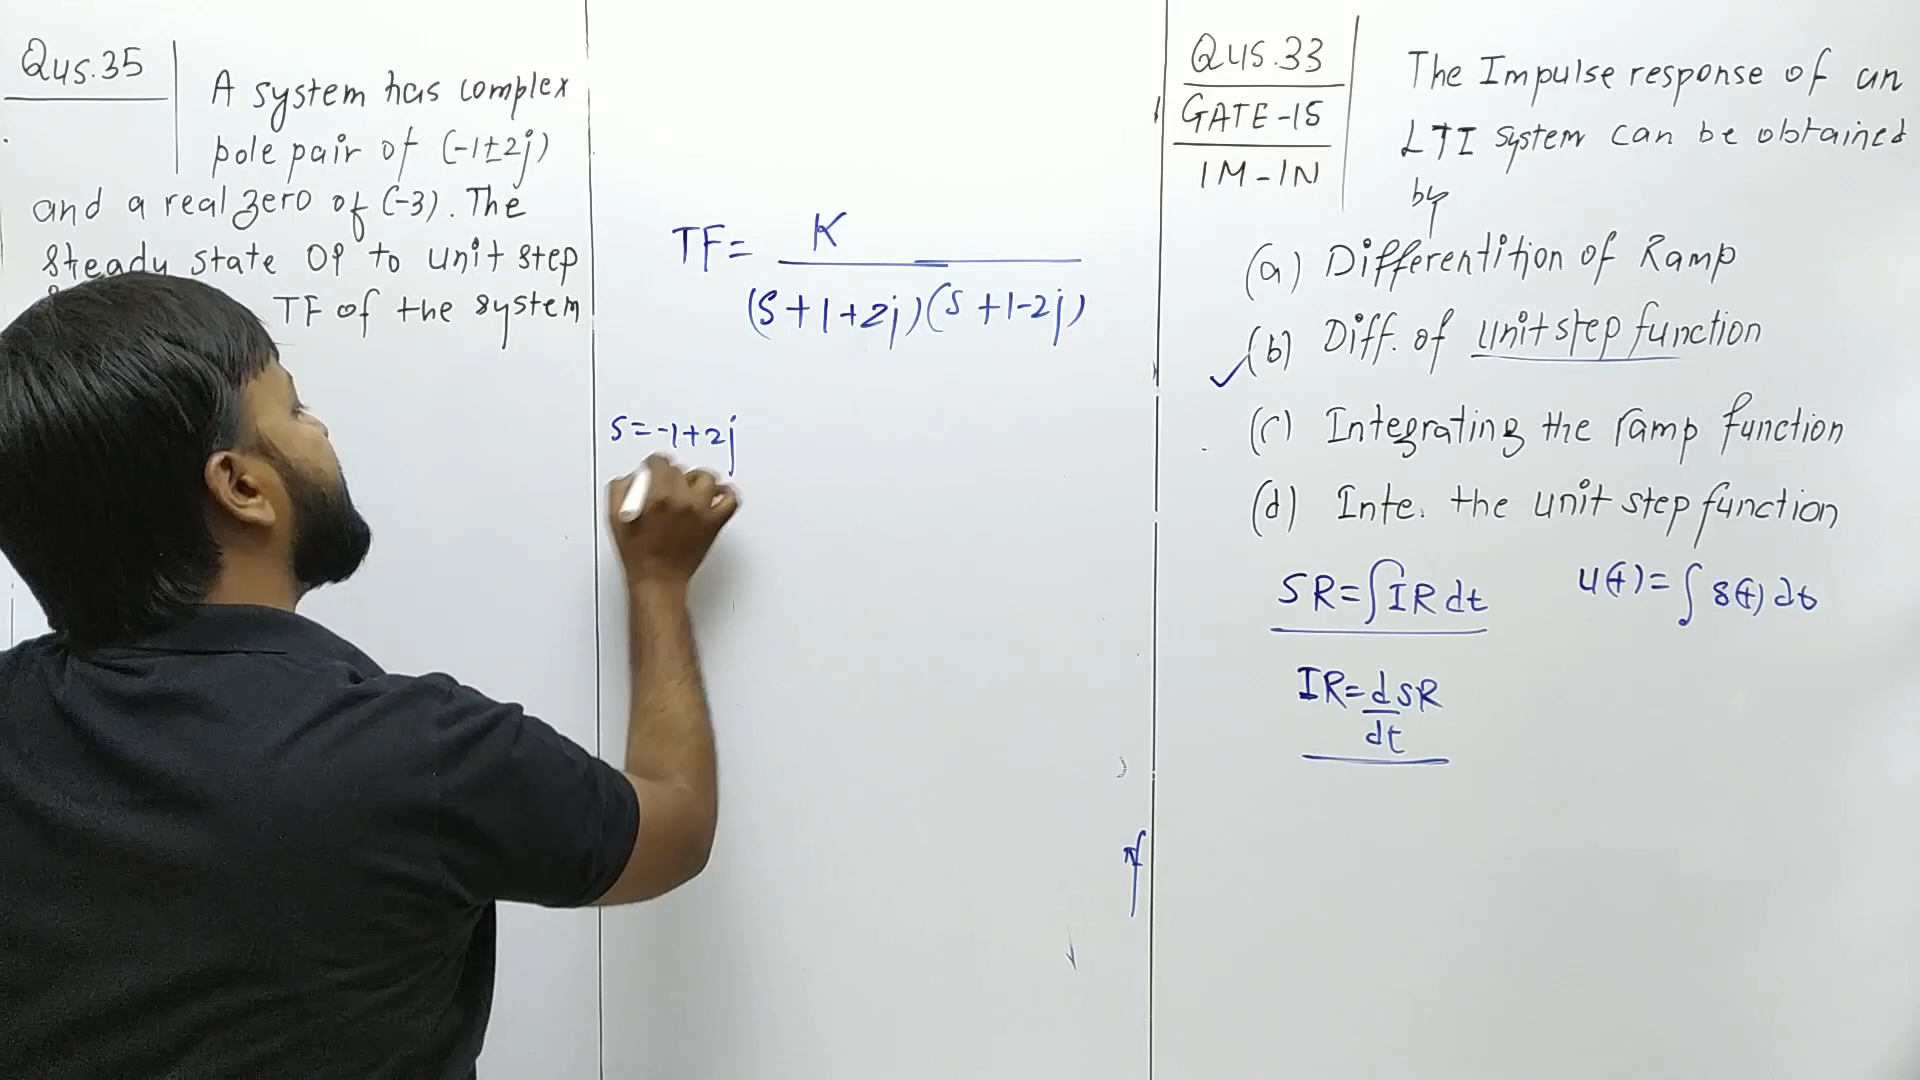 Qus.35
A system has complex
pole pair of (-1±2j)
and a real zero of (-3). The
steady state OP to unit step
TF of the system
TF= K
(S+1+2j)(S+1-2j)
s=-1+2j
Qus.33
GATE-15
1M-IN
The Impulse response of an
LTI system can be obtained
by
(a) Differentition of Ramp
(b) Diff. of unit step function
(c) Integrating the ramp function
(d) Inte. the unit step function
SR=∫IR dt
u(t)=∫δ(t)dt
IR=d SR
dt